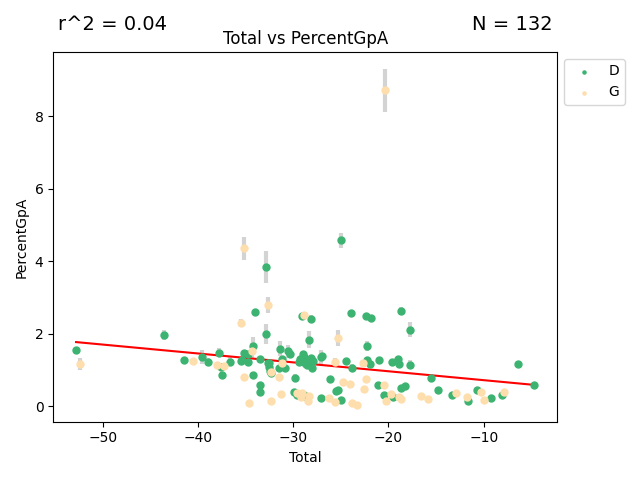 r^2 = 0.04
N = 132
Total vs PercentGpA
D
G
8
6
4
2
0
PercentGpA
−50
−40
−30
−20
−10
Total